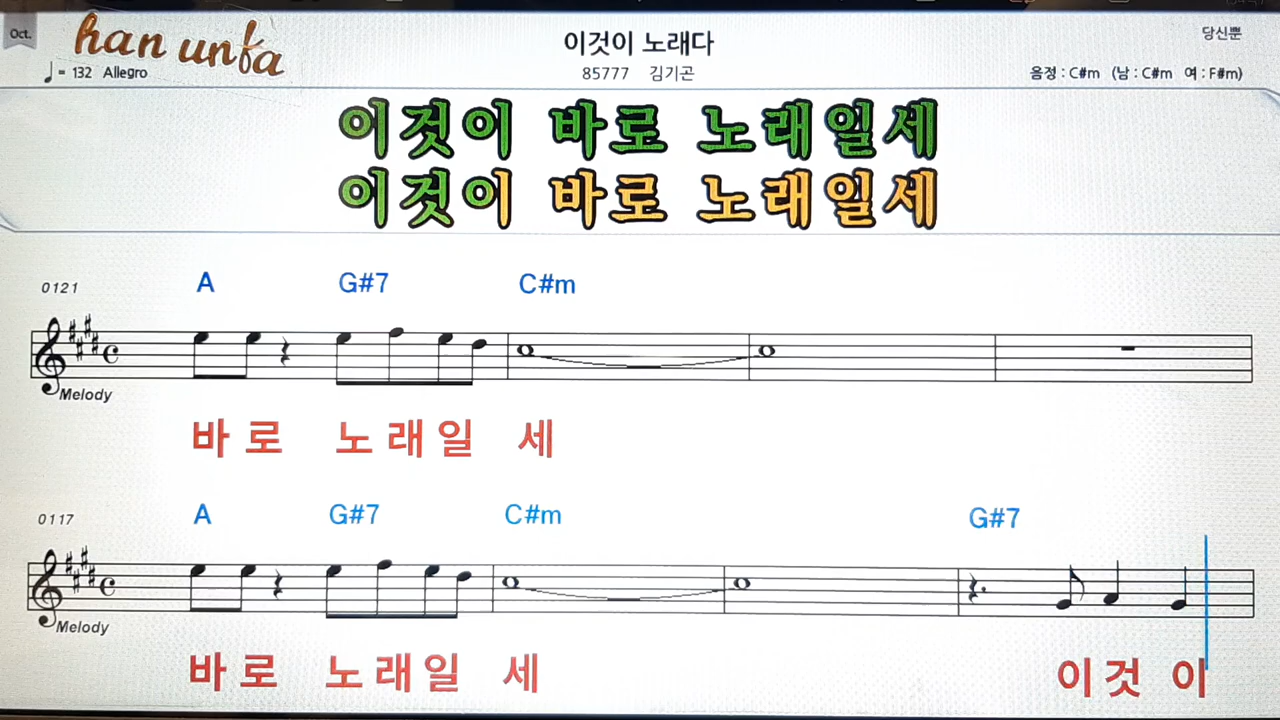 Oct.
han unfa
이것이 노래다
당신뿐
♩= 132 Allegro
85777 김기곤
음정 : C#m (남 : C#m 여 : F#m)
이것이 바로 노래일세
이것이 바로 노래일세
0121
A G#7 C#m
Melody
바 로 노 래 일 세
0117
A G#7 C#m G#7
Melody
바 로 노 래 일 세 이 것 이